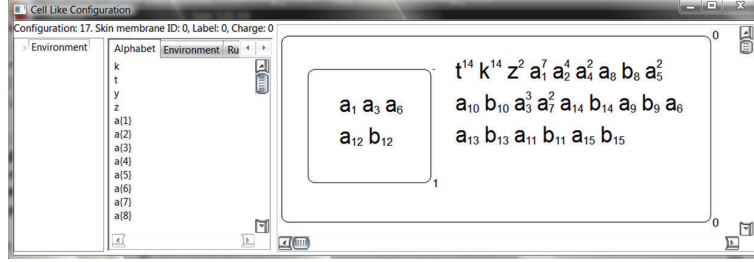 Cell Like Configuration
Configuration: 17. Skin membrane ID: 0, Label: 0, Charge: 0
Environment
Alphabet Environment Ru
k
t
y
z
a{1}
a{2}
a{3}
a{4}
a{5}
a{6}
a{7}
a{8}
0
-
a₁ a₃ a₆
a₁₂ b₁₂
1
t¹⁴ k¹⁴ z² a₁⁷ a₂⁴ a₄² a₈ b₈ a₅²
a₁₀ b₁₀ a₃³ a₇² a₁₄ b₁₄ a₉ b₉ a₆
a₁₃ b₁₃ a₁₁ b₁₁ a₁₅ b₁₅
0